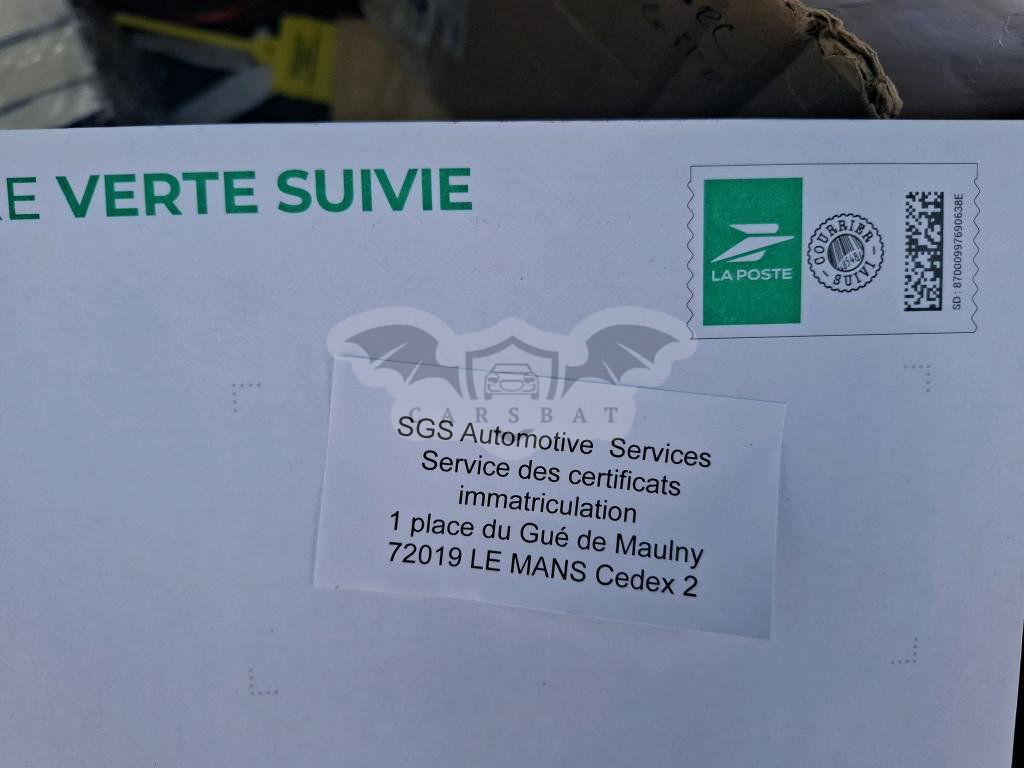 E VERTE SUIVIE
LA POSTE
COURRIER
SUIVI
SD : 87000997690638E
CARSBAT
SGS Automotive Services
Service des certificats
immatriculation
1 place du Gué de Maulny
72019 LE MANS Cedex 2